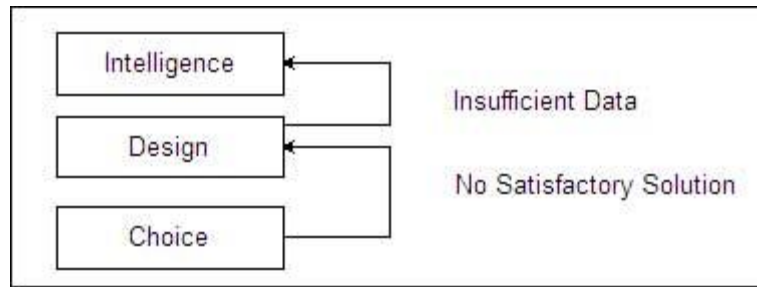 Intelligence
Insufficient Data
Design
No Satisfactory Solution
Choice